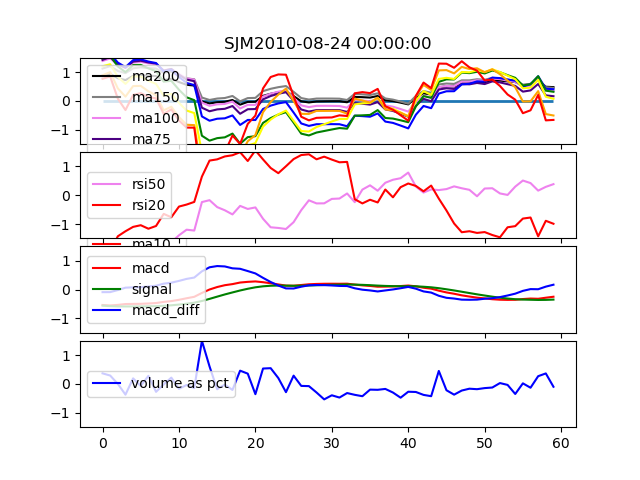 SJM2010-08-24 00:00:00
1
0
−1
ma200
ma150
ma100
ma75
1
0
−1
rsi50
rsi20
ma10
1
0
−1
macd
signal
macd_diff
1
0
−1
volume as pct
0 10 20 30 40 50 60